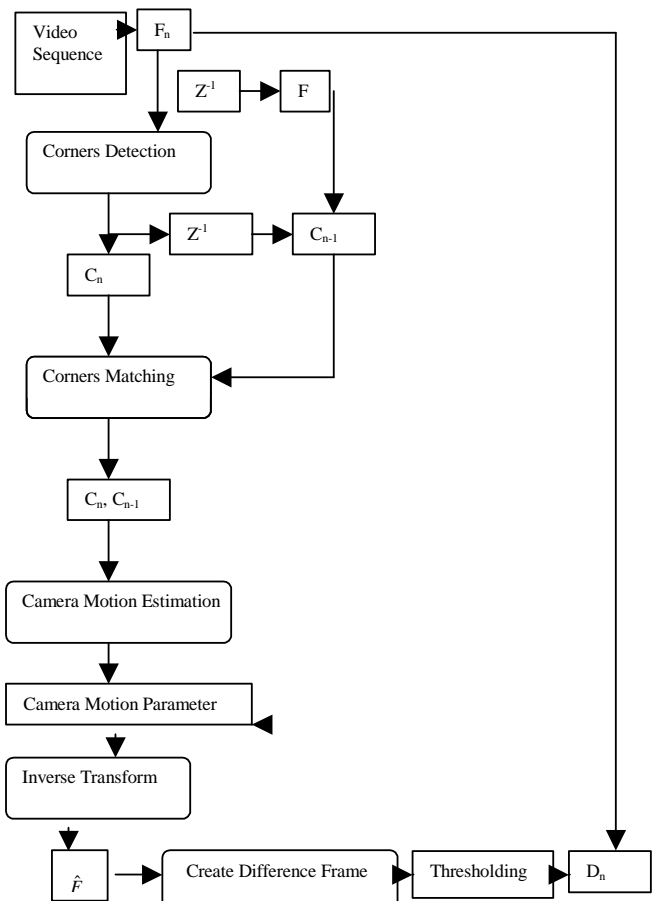 Video
Sequence
Fₙ
Z⁻¹
F
Corners Detection
Z⁻¹
Cₙ₋₁
Cₙ
Corners Matching
Cₙ, Cₙ₋₁
Camera Motion Estimation
Camera Motion Parameter
Inverse Transform
F̂
Create Difference Frame
Thresholding
Dₙ